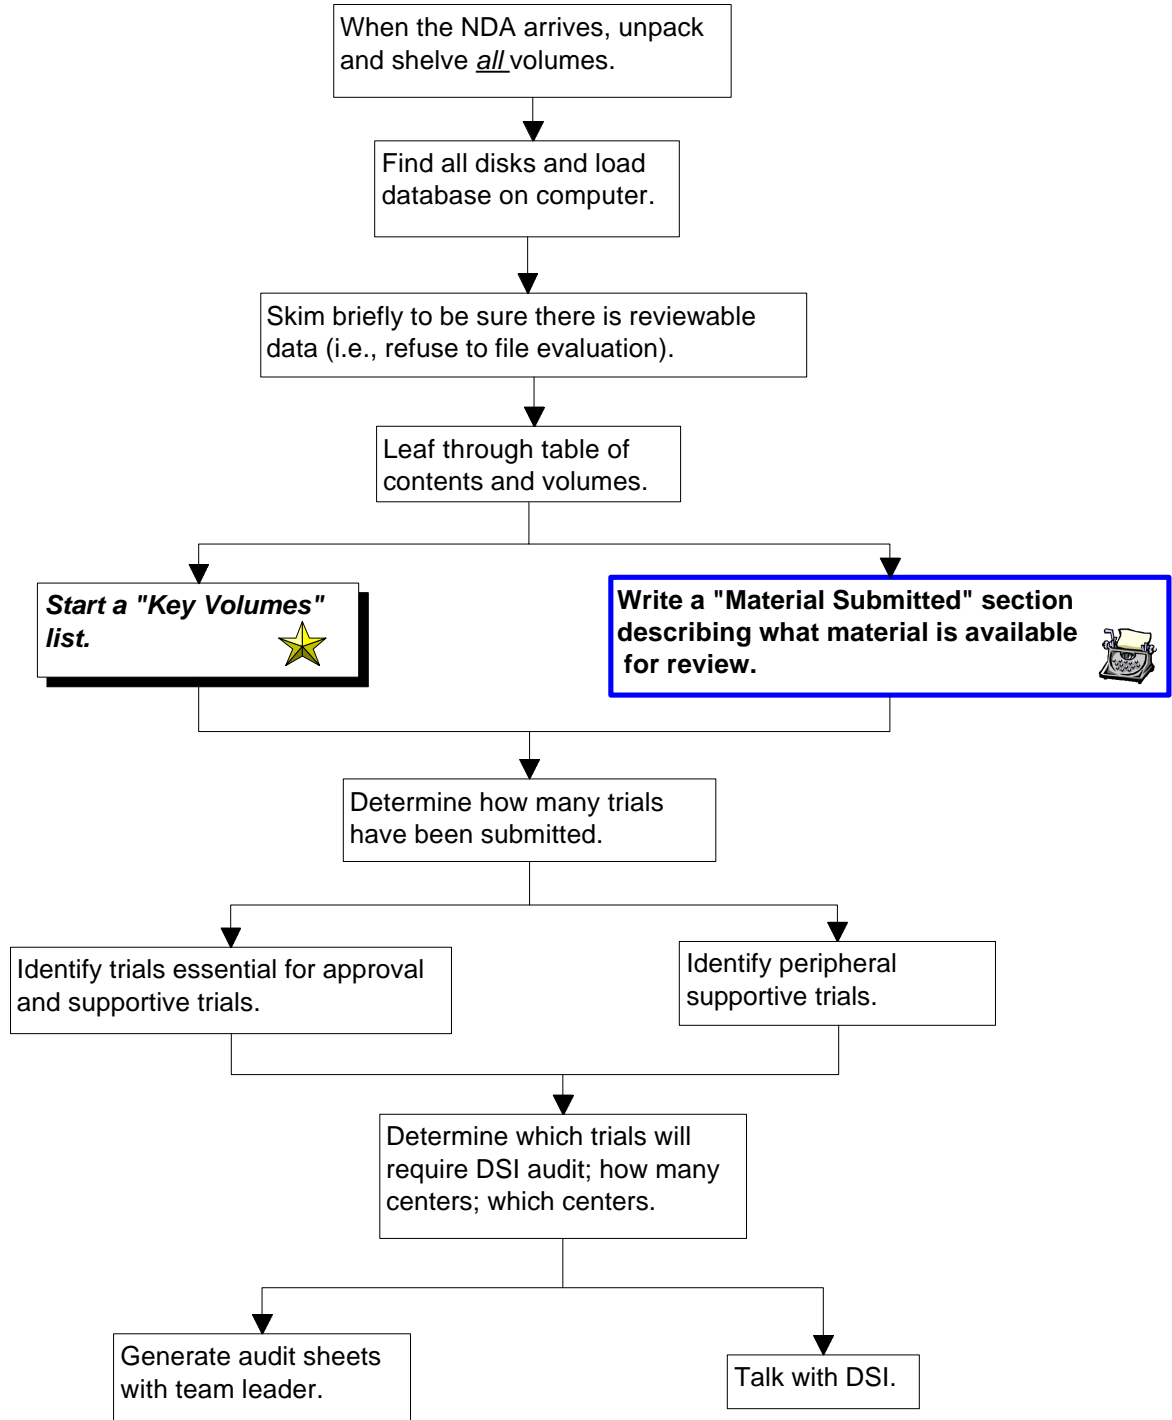 When the NDA arrives, unpack
and shelve all volumes.
Find all disks and load
database on computer.
Skim briefly to be sure there is reviewable
data (i.e., refuse to file evaluation).
Leaf through table of
contents and volumes.
Start a "Key Volumes"
list.
Write a "Material Submitted" section
describing what material is available
for review.
Determine how many trials
have been submitted.
Identify trials essential for approval
and supportive trials.
Identify peripheral
supportive trials.
Determine which trials will
require DSI audit; how many
centers; which centers.
Generate audit sheets
with team leader.
Talk with DSI.